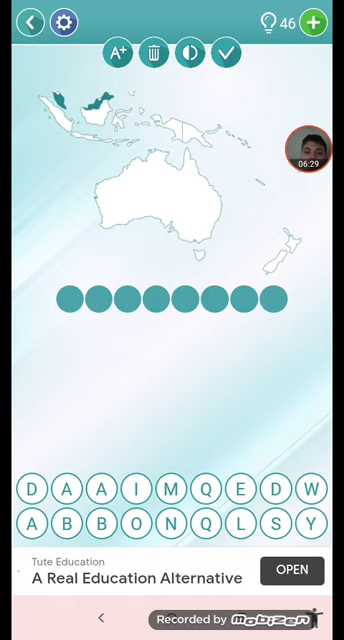 46
A+
06:29
D A A I M Q E D W
A B B O N Q L S Y
Tute Education
A Real Education Alternative
OPEN
Recorded by mobizen